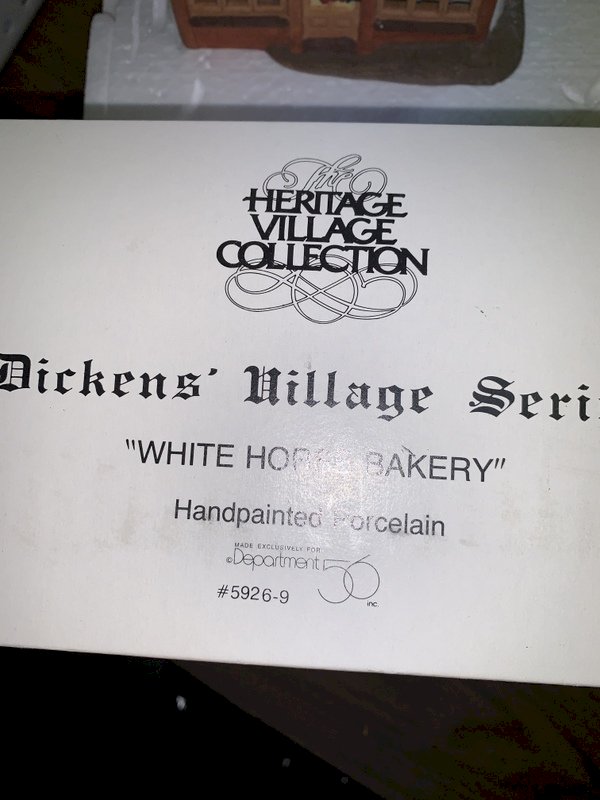 The
HERITAGE
VILLAGE
COLLECTION
Dickens' Village Seri
"WHITE HORSE BAKERY"
Handpainted Porcelain
MADE EXCLUSIVELY FOR
©Department 56 inc.
#5926-9